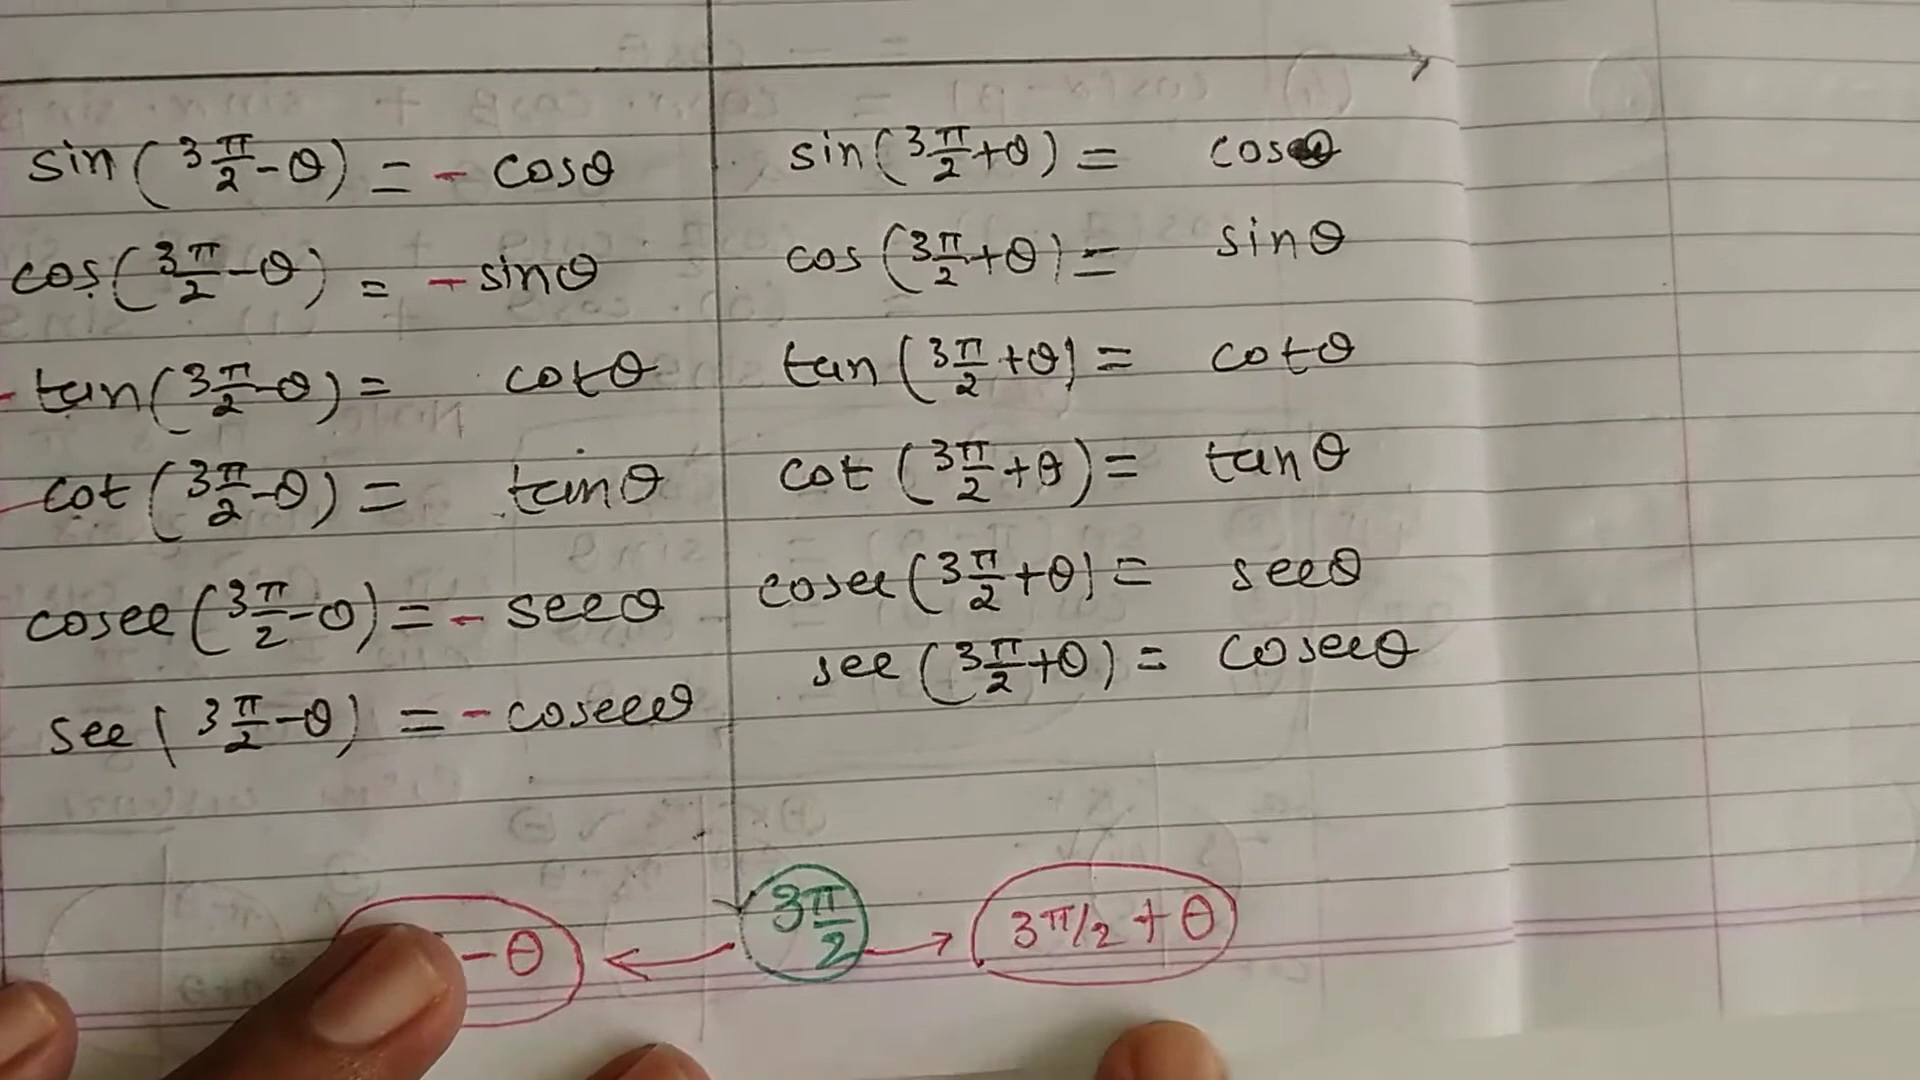 sin(3π/2-θ) = - cosθ
cos(3π/2-θ) = - sinθ
tan(3π/2-θ) = cotθ
cot(3π/2-θ) = tanθ
cosec(3π/2-θ) = - secθ
sec(3π/2-θ) = - cosecθ
sin(3π/2+θ) = cosθ
cos(3π/2+θ) = sinθ
tan(3π/2+θ) = cotθ
cot(3π/2+θ) = tanθ
cosec(3π/2+θ) = secθ
sec(3π/2+θ) = cosecθ
-θ ← 3π/2 → 3π/2+θ